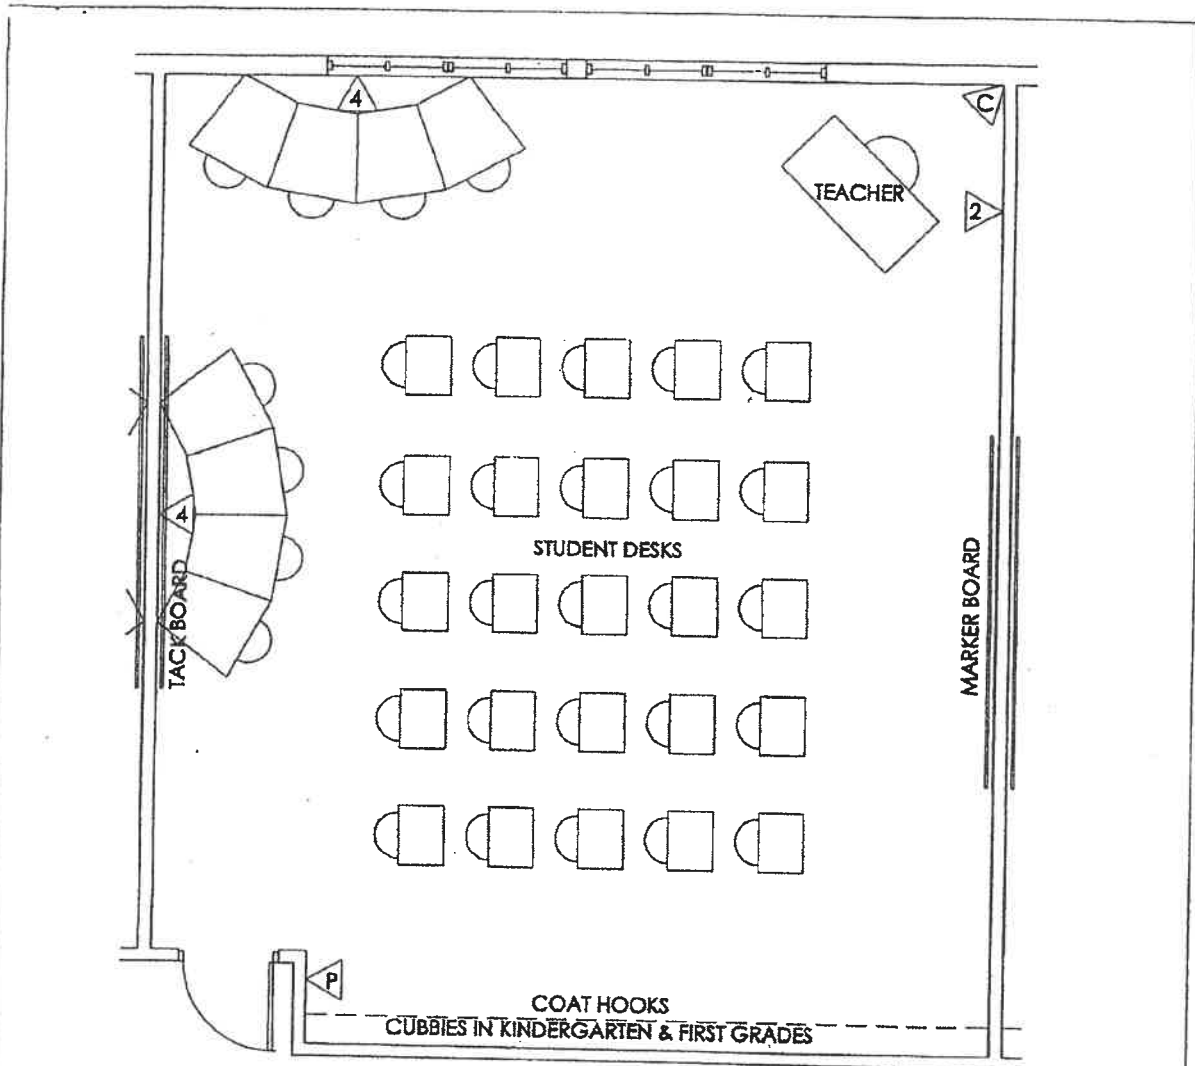 4
C
TEACHER
2
4
STUDENT DESKS
TACK BOARD
MARKER BOARD
P
COAT HOOKS
CUBBIES IN KINDERGARTEN & FIRST GRADES